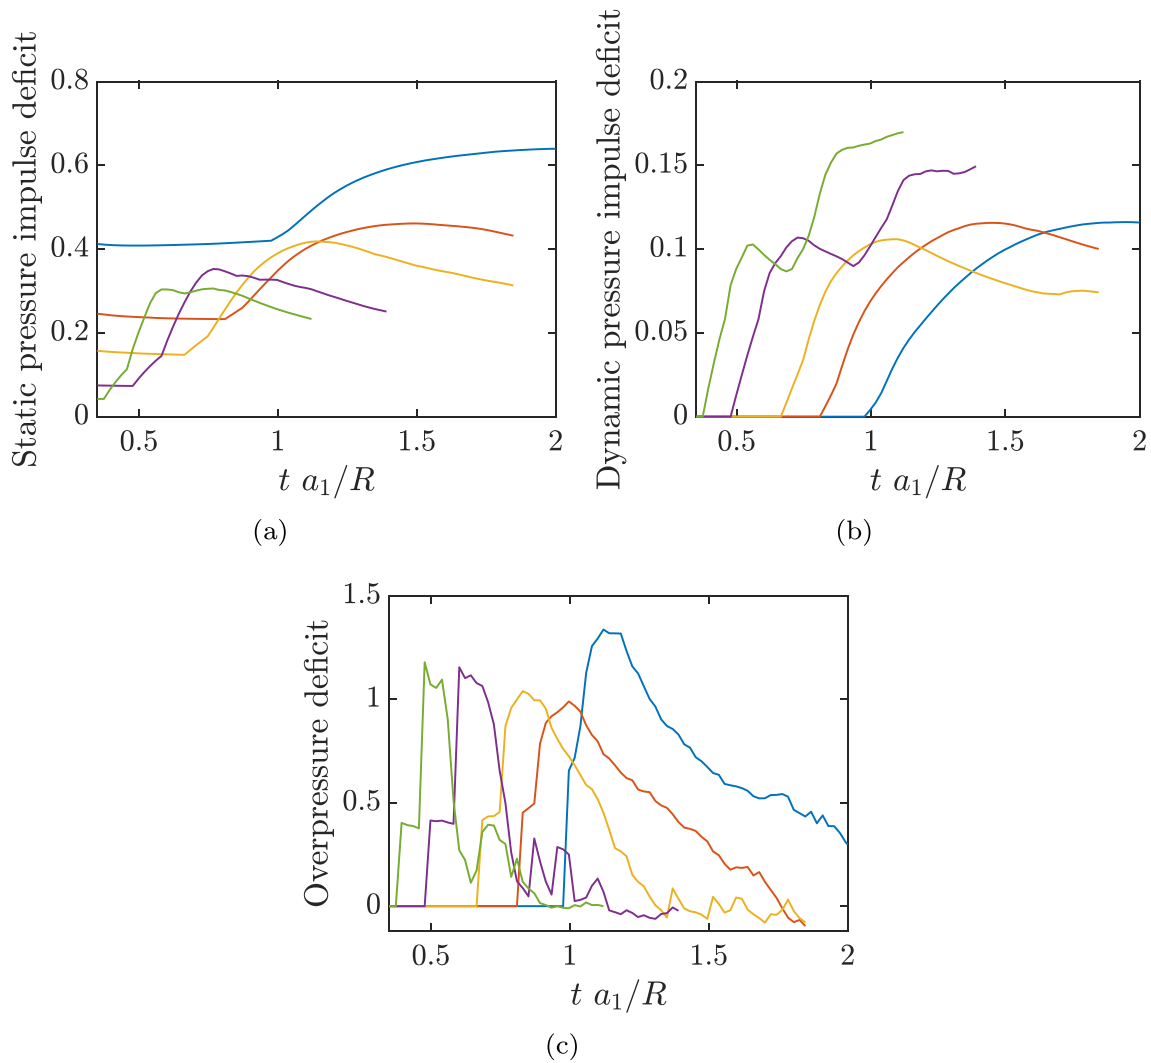 Static pressure impulse deficit
0.8
0.6
0.4
0.2
0
0.5
1
1.5
2
t a₁/R
(a)
Dynamic pressure impulse deficit
0.2
0.15
0.1
0.05
0
0.5
1
1.5
2
t a₁/R
(b)
Overpressure deficit
1.5
1
0.5
0
0.5
1
1.5
2
t a₁/R
(c)